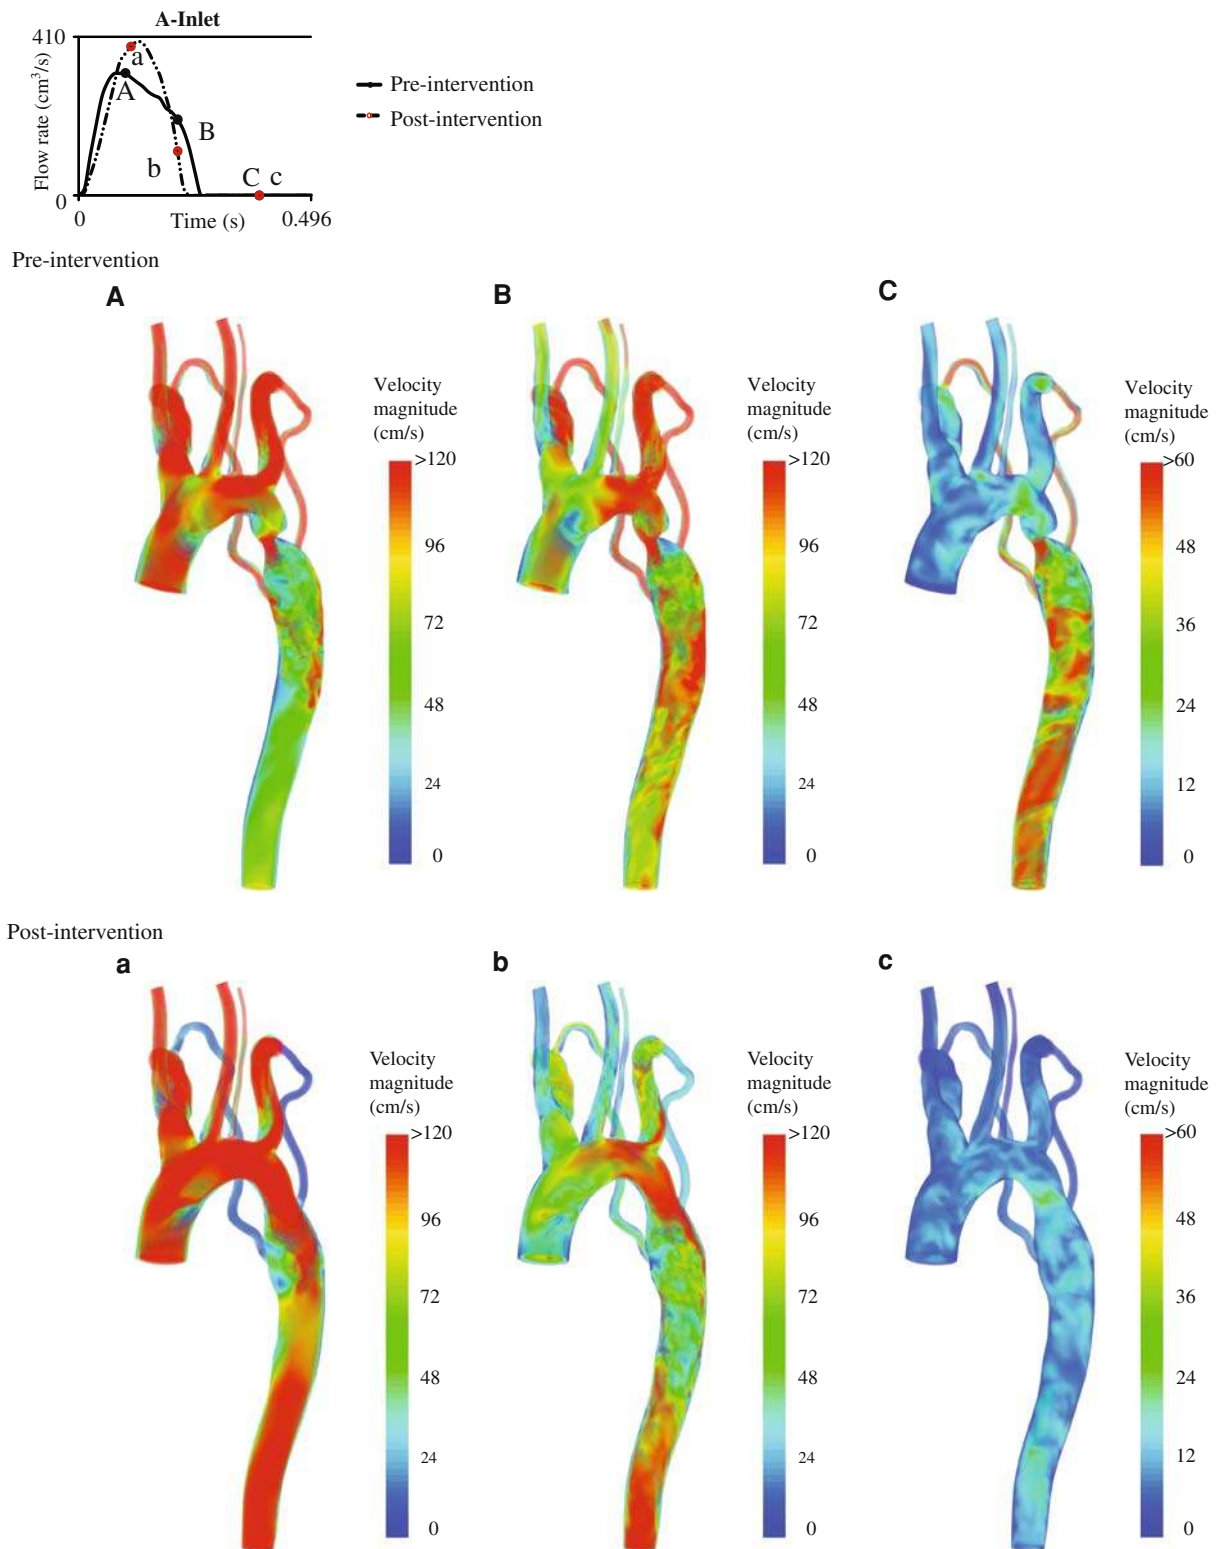 A-Inlet
410
Flow rate (cm³/s)
a
A
B
b
C c
0
0
Time (s)
0.496
Pre-intervention
Post-intervention
Pre-intervention
A
B
C
Velocity magnitude (cm/s)
>120
96
72
48
24
0
Velocity magnitude (cm/s)
>120
96
72
48
24
0
Velocity magnitude (cm/s)
>60
48
36
24
12
0
Post-intervention
a
b
c
Velocity magnitude (cm/s)
>120
96
72
48
24
0
Velocity magnitude (cm/s)
>120
96
72
48
24
0
Velocity magnitude (cm/s)
>60
48
36
24
12
0